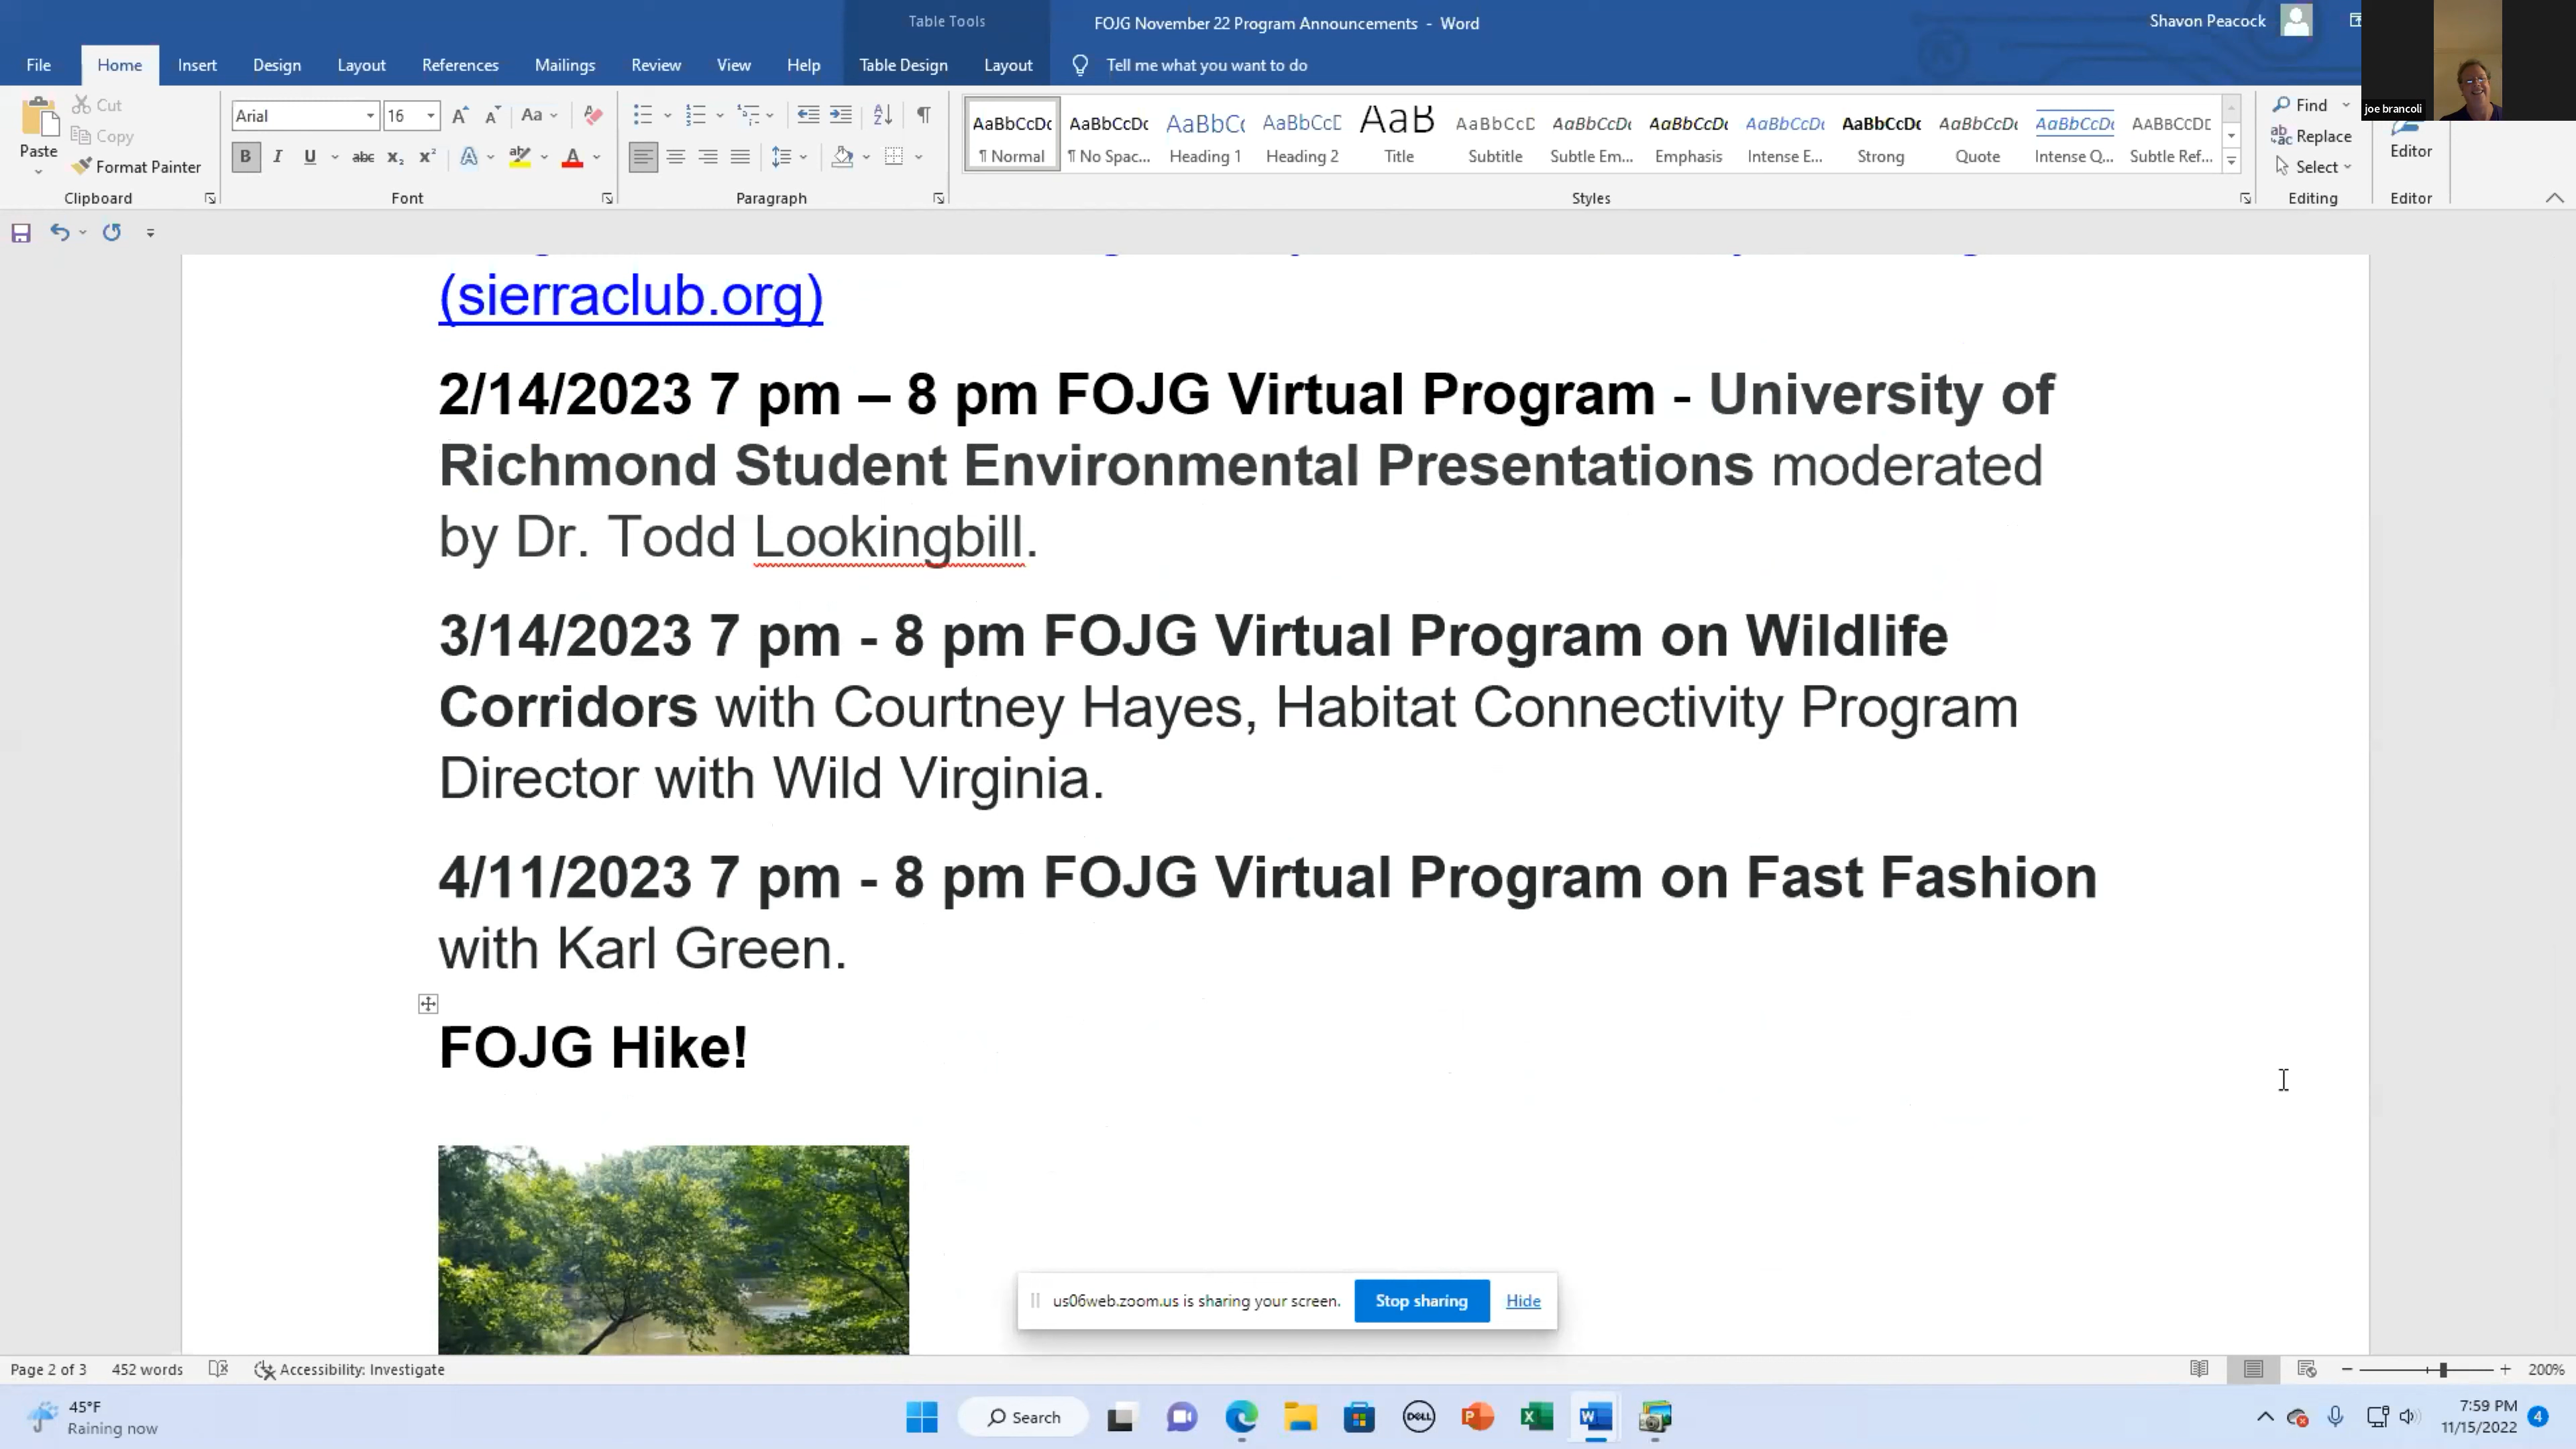 Table Tools
FOJG November 22 Program Announcements - Word
Shavon Peacock
File Home Insert Design Layout References Mailings Review View Help Table Design Layout Tell me what you want to do
joe brancoli
Paste
Cut
Copy
Format Painter
Clipboard
Arial 16
Font
Paragraph
AaBbCcDc AaBbCcDc AaBbC AaBbCcD AaB AaBbCcD AaBbCcDc AaBbCcDc AaBbCcDc AaBbCcDc AaBbCcDc AaBbCcDc AABBCCDE
¶ Normal ¶ No Spac... Heading 1 Heading 2 Title Subtitle Subtle Em... Emphasis Intense E... Strong Quote Intense Q... Subtle Ref...
Styles
Find
Replace
Select
Editing
Editor
Editor
(sierraclub.org)
2/14/2023 7 pm – 8 pm FOJG Virtual Program - University of
Richmond Student Environmental Presentations moderated
by Dr. Todd Lookingbill.
3/14/2023 7 pm - 8 pm FOJG Virtual Program on Wildlife
Corridors with Courtney Hayes, Habitat Connectivity Program
Director with Wild Virginia.
4/11/2023 7 pm - 8 pm FOJG Virtual Program on Fast Fashion
with Karl Green.
FOJG Hike!
us06web.zoom.us is sharing your screen. Stop sharing Hide
Page 2 of 3 452 words Accessibility: Investigate 200%
45°F
Raining now
Search
DELL
7:59 PM
11/15/2022
4